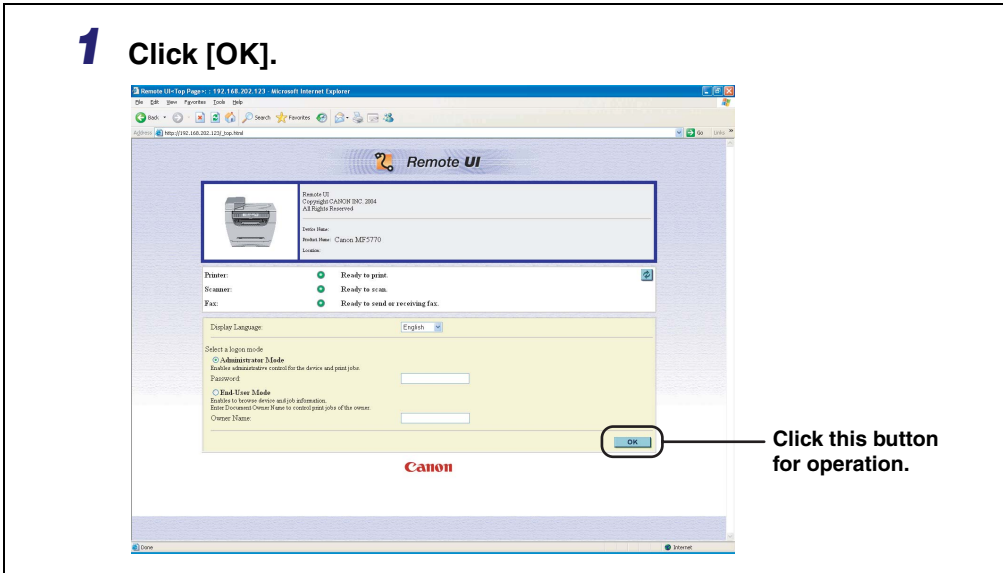 1 Click [OK].
Remote UI<Top Page>: : 192.168.202.123 - Microsoft Internet Explorer
File Edit View Favorites Tools Help
Back Search Favorites
Address http://192.168.202.123/_top.html Go Links »
Remote UI
Remote UI
Copyright CANON INC. 2004
All Rights Reserved
Device Name:
Product Name: Canon MF5770
Location:
Printer: Ready to print.
Scanner: Ready to scan.
Fax: Ready to send or receiving fax.
Display Language: English
Select a logon mode
Administrator Mode
Enables administrative control for the device and print jobs.
Password:
End-User Mode
Enables to browse device and job information.
Enter Document Owner Name to control print jobs of the owner.
Owner Name:
OK
Click this button
for operation.
Canon
Done Internet